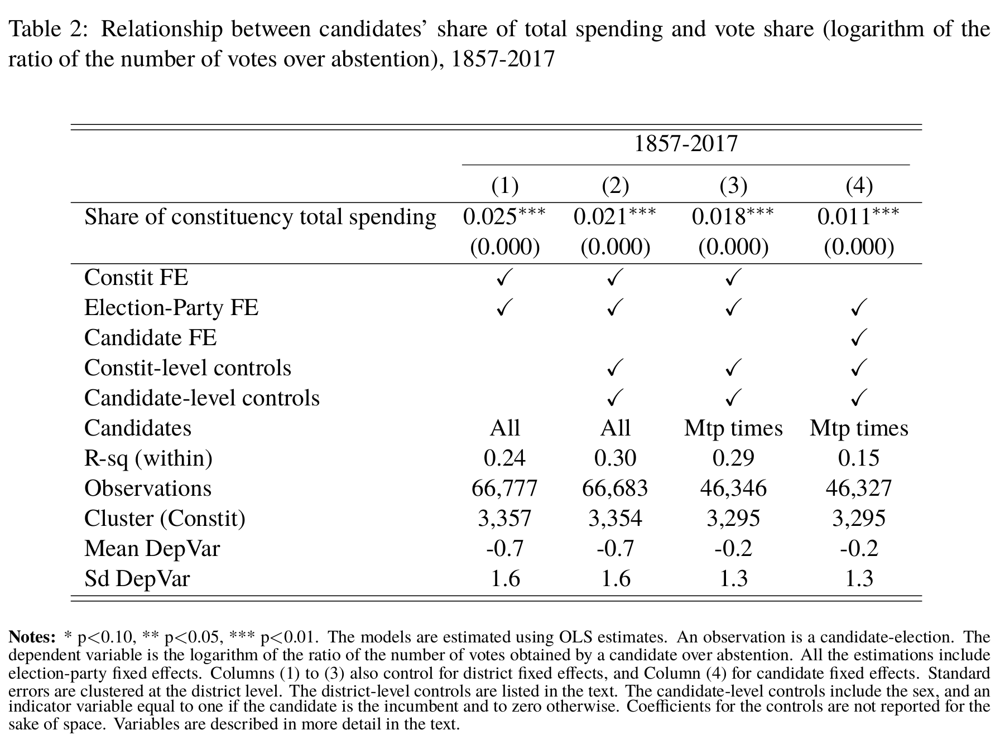 Table 2: Relationship between candidates’ share of total spending and vote share (logarithm of the
ratio of the number of votes over abstention), 1857-2017
1857-2017
(1) (2) (3) (4)
Share of constituency total spending 0.025*** 0.021*** 0.018*** 0.011***
(0.000) (0.000) (0.000) (0.000)
Constit FE ✓ ✓ ✓
Election-Party FE ✓ ✓ ✓ ✓
Candidate FE ✓
Constit-level controls ✓ ✓ ✓
Candidate-level controls ✓ ✓ ✓
Candidates All All Mtp times Mtp times
R-sq (within) 0.24 0.30 0.29 0.15
Observations 66,777 66,683 46,346 46,327
Cluster (Constit) 3,357 3,354 3,295 3,295
Mean DepVar -0.7 -0.7 -0.2 -0.2
Sd DepVar 1.6 1.6 1.3 1.3
Notes: * p<0.10, ** p<0.05, *** p<0.01. The models are estimated using OLS estimates. An observation is a candidate-election. The
dependent variable is the logarithm of the ratio of the number of votes obtained by a candidate over abstention. All the estimations include
election-party fixed effects. Columns (1) to (3) also control for district fixed effects, and Column (4) for candidate fixed effects. Standard
errors are clustered at the district level. The district-level controls are listed in the text. The candidate-level controls include the sex, and an
indicator variable equal to one if the candidate is the incumbent and to zero otherwise. Coefficients for the controls are not reported for the
sake of space. Variables are described in more detail in the text.